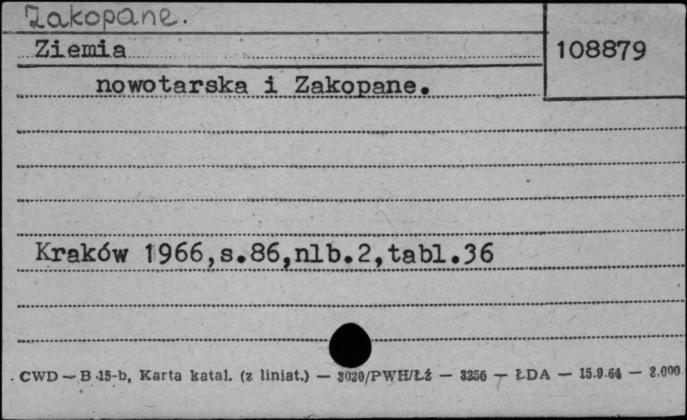 Zakopane.
Ziemia
108879
nowotarska i Zakopane.
Kraków 1966,s.86,nlb.2,tabl.36
CWD — B 15-b, Karta katal. (z liniat.) — 3020/PWH/Łź — 3256 — ŁDA — 15.9.64 — 2.000